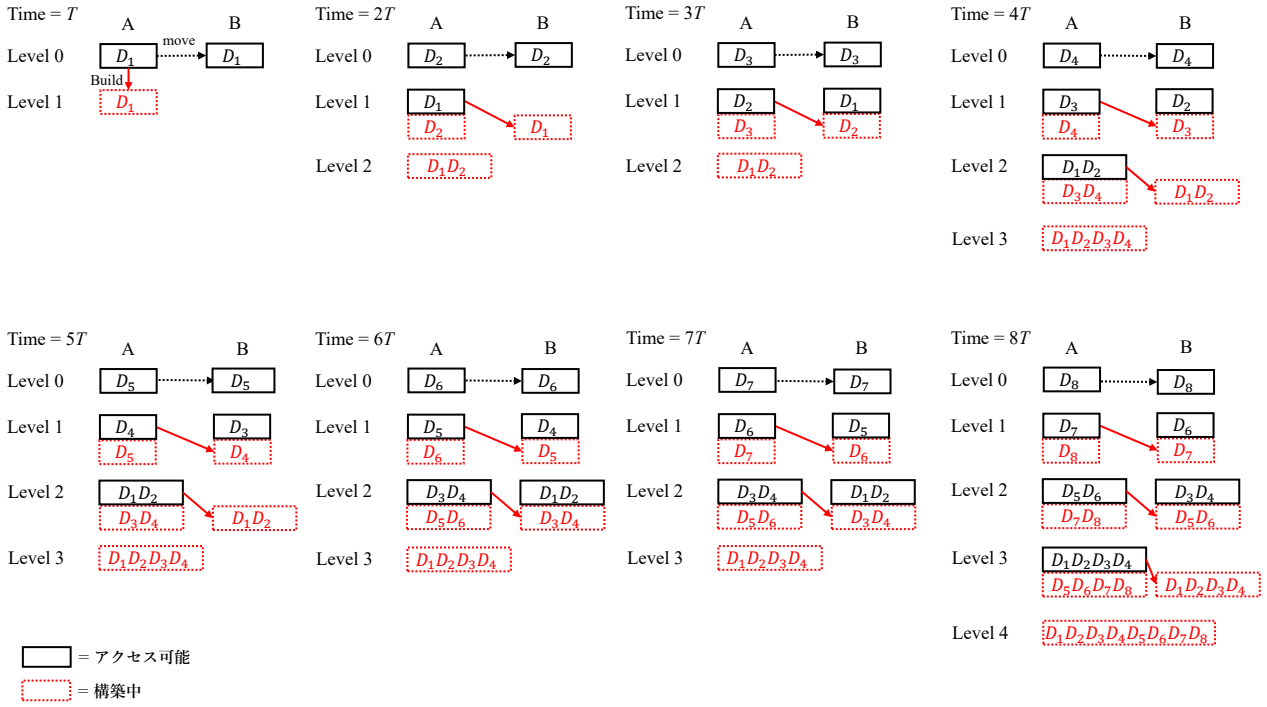 Time = T
A B
move
Level 0 D₁ D₁
Build
Level 1 D₁
Time = 2T
A B
Level 0 D₂ D₂
Level 1 D₁
D₂ D₁
Level 2 D₁D₂
Time = 3T
A B
Level 0 D₃ D₃
Level 1 D₂ D₁
D₃ D₂
Level 2 D₁D₂
Time = 4T
A B
Level 0 D₄ D₄
Level 1 D₃ D₂
D₄ D₃
Level 2 D₁D₂
D₃D₄ D₁D₂
Level 3 D₁D₂D₃D₄
Time = 5T
A B
Level 0 D₅ D₅
Level 1 D₄ D₃
D₅ D₄
Level 2 D₁D₂
D₃D₄ D₁D₂
Level 3 D₁D₂D₃D₄
Time = 6T
A B
Level 0 D₆ D₆
Level 1 D₅ D₄
D₆ D₅
Level 2 D₃D₄ D₁D₂
D₅D₆ D₃D₄
Level 3 D₁D₂D₃D₄
Time = 7T
A B
Level 0 D₇ D₇
Level 1 D₆ D₅
D₇ D₆
Level 2 D₃D₄ D₁D₂
D₅D₆ D₃D₄
Level 3 D₁D₂D₃D₄
Time = 8T
A B
Level 0 D₈ D₈
Level 1 D₇ D₆
D₈ D₇
Level 2 D₅D₆ D₃D₄
D₇D₈ D₅D₆
Level 3 D₁D₂D₃D₄
D₅D₆D₇D₈ D₁D₂D₃D₄
Level 4 D₁D₂D₃D₄D₅D₆D₇D₈
= アクセス可能
= 構築中